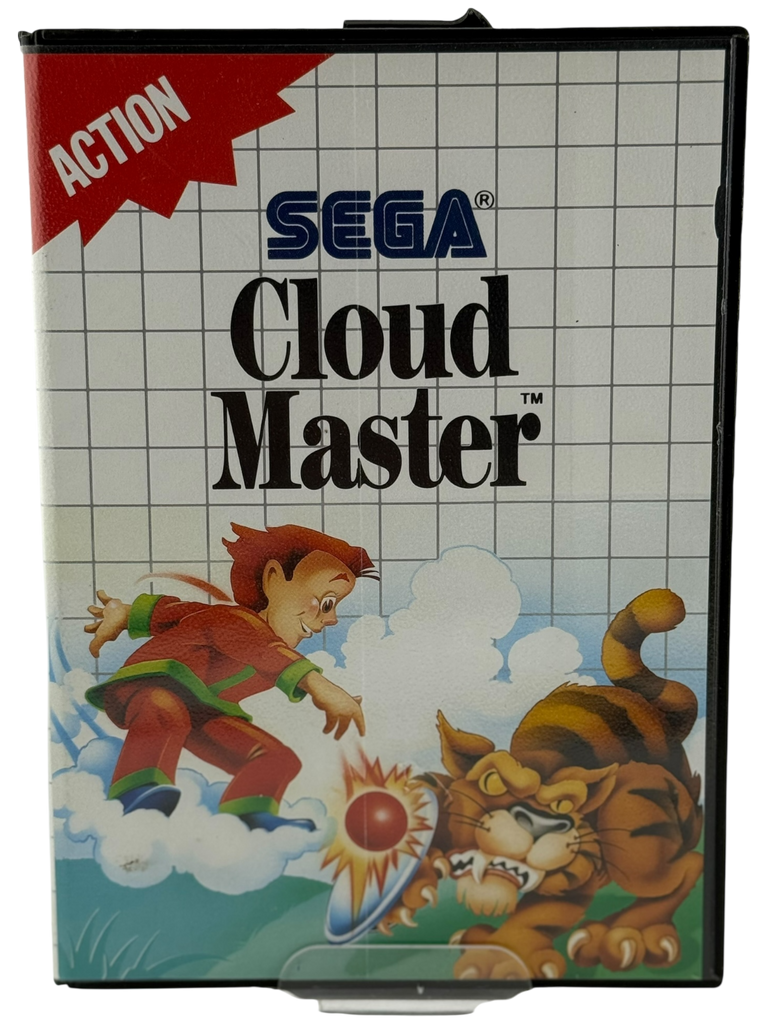 ACTION
SEGA®
Cloud
Master™